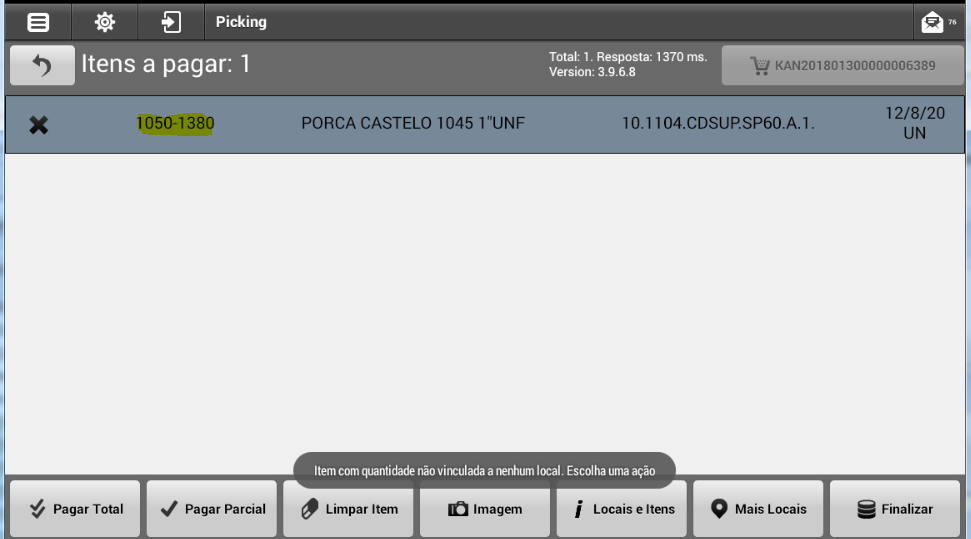 Picking
76
Itens a pagar: 1
Total: 1. Resposta: 1370 ms.
Version: 3.9.6.8
KAN201801300000006389
1050-1380
PORCA CASTELO 1045 1"UNF
10.1104.CDSUP.SP60.A.1.
12/8/20
UN
Item com quantidade não vinculada a nenhum local. Escolha uma ação
Pagar Total
Pagar Parcial
Limpar Item
Imagem
Locais e Itens
Mais Locais
Finalizar